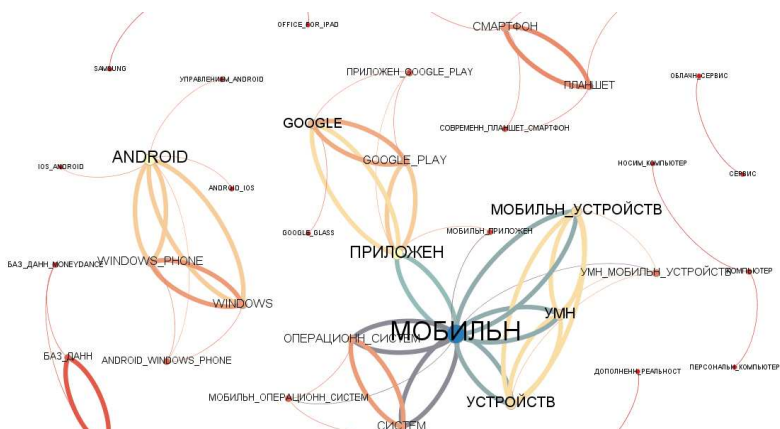 OFFICE_FOR_IPAD
СМАРТФОН
SAMSUNG
УПРАВЛЕНИЕМ_ANDROID
ПРИЛОЖЕН_GOOGLE_PLAY
ПЛАНШЕТ
ОБЛАЧН_СЕРВИС
GOOGLE
СОВРЕМЕНН_ПЛАНШЕТ_СМАРТФОН
ANDROID
GOOGLE_PLAY
IOS_ANDROID
НОСИМ_КОМПЬЮТЕР
СЕРВИС
ANDROID_IOS
МОБИЛЬН_УСТРОЙСТВ
GOOGLE_GLASS
МОБИЛЬН_ПРИЛОЖЕН
ПРИЛОЖЕН
БАЗ_ДАНН_MONEYDANCE
WINDOWS_PHONE
УМН_МОБИЛЬН_УСТРОЙСТВ
КОМПЬЮТЕР
WINDOWS
УМН
МОБИЛЬН
ОПЕРАЦИОНН_СИСТЕМ
БАЗ_ДАНН
ANDROID_WINDOWS_PHONE
ДОПОЛНЕНН_РЕАЛЬНОСТ
ПЕРСОНАЛЬН_КОМПЬЮТЕР
МОБИЛЬН_ОПЕРАЦИОНН_СИСТЕМ
УСТРОЙСТВ
СИСТЕМ